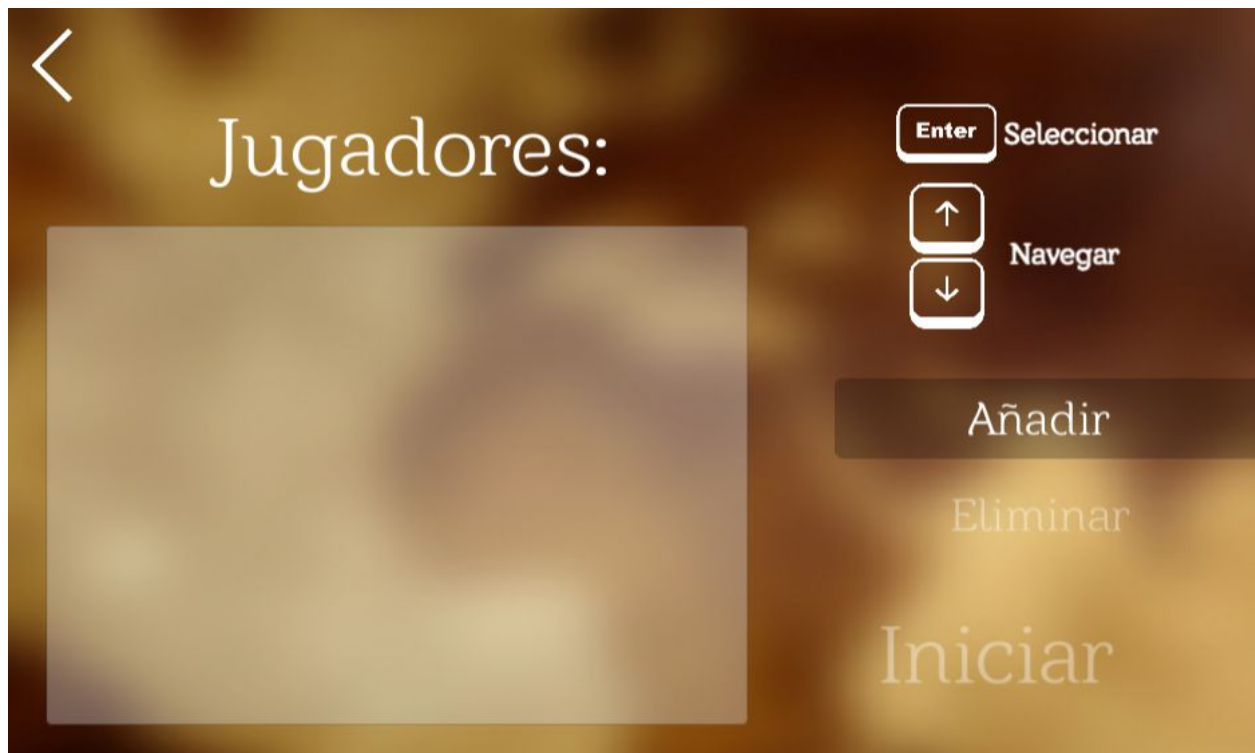 Jugadores:
Enter Seleccionar
↑
Navegar
↓
Añadir
Eliminar
Iniciar